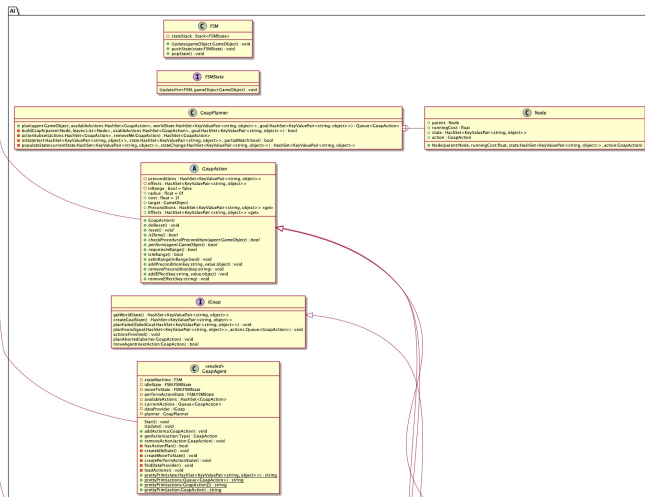 AI
C FSM
stateStack : Stack<FSMState>
Update(gameObject:GameObject) : void
pushState(state:FSMState) : void
popState() : void
I FSMState
Update(fsm:FSM, gameObject:GameObject) : void
C GoapPlanner
plan(agent:GameObject, availableActions:HashSet<GoapAction>, worldState:HashSet<KeyValuePair<string, object>>, goal:HashSet<KeyValuePair<string, object>>) : Queue<GoapAction>
buildGraph(parent:Node, leaves:List<Node>, usableActions:HashSet<GoapAction>, goal:HashSet<KeyValuePair<string, object>>) : bool
actionSubset(actions:HashSet<GoapAction>, removeMe:GoapAction) : HashSet<GoapAction>
inState(test:HashSet<KeyValuePair<string, object>>, state:HashSet<KeyValuePair<string, object>>, partialMatch:bool) : bool
populateState(currentState:HashSet<KeyValuePair<string, object>>, stateChange:HashSet<KeyValuePair<string, object>>) : HashSet<KeyValuePair<string, object>>
C Node
parent : Node
runningCost : float
state : HashSet<KeyValuePair<string, object>>
action : GoapAction
Node(parent:Node, runningCost:float, state:HashSet<KeyValuePair<string, object>>, action:GoapAction)
A GoapAction
preconditions : HashSet<KeyValuePair<string, object>>
effects : HashSet<KeyValuePair<string, object>>
inRange : bool = false
radius : float = 0f
cost : float = 1f
target : GameObject
Preconditions : HashSet<KeyValuePair<string, object>> «get»
Effects : HashSet<KeyValuePair<string, object>> «get»
GoapAction()
doReset() : void
reset() : void
isDone() : bool
checkProceduralPrecondition(agent:GameObject) : bool
perform(agent:GameObject) : bool
requiresInRange() : bool
isInRange() : bool
setInRange(inRange:bool) : void
addPrecondition(key:string, value:object) : void
removePrecondition(key:string) : void
addEffect(key:string, value:object) : void
removeEffect(key:string) : void
I IGoap
getWorldState() : HashSet<KeyValuePair<string, object>>
createGoalState() : HashSet<KeyValuePair<string, object>>
planFailed(failedGoal:HashSet<KeyValuePair<string, object>>) : void
planFound(goal:HashSet<KeyValuePair<string, object>>, actions:Queue<GoapAction>) : void
actionsFinished() : void
planAborted(aborter:GoapAction) : void
moveAgent(nextAction:GoapAction) : bool
C «sealed»
GoapAgent
stateMachine : FSM
idleState : FSM.FSMState
moveToState : FSM.FSMState
performActionState : FSM.FSMState
availableActions : HashSet<GoapAction>
currentActions : Queue<GoapAction>
dataProvider : IGoap
planner : GoapPlanner
Start() : void
Update() : void
addAction(a:GoapAction) : void
getAction(action:Type) : GoapAction
removeAction(action:GoapAction) : void
hasActionPlan() : bool
createIdleState() : void
createMoveToState() : void
createPerformActionState() : void
findDataProvider() : void
loadActions() : void
prettyPrint(state:HashSet<KeyValuePair<string, object>>) : string
prettyPrint(actions:Queue<GoapAction>) : string
prettyPrint(actions:GoapAction[]) : string
prettyPrint(action:GoapAction) : string